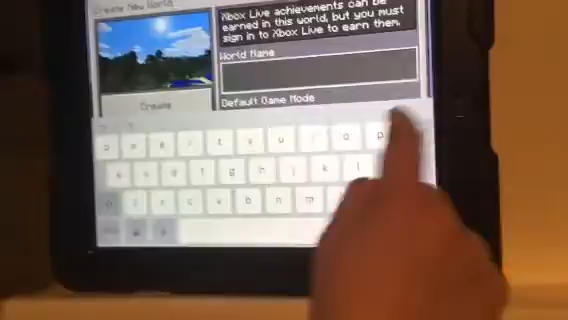 Create New World
Xbox Live achievements can be
earned in this world, but you must
sign in to Xbox Live to earn them.
World Name
Create
Default Game Mode
t y u i o p
g h j k l
c v b n m